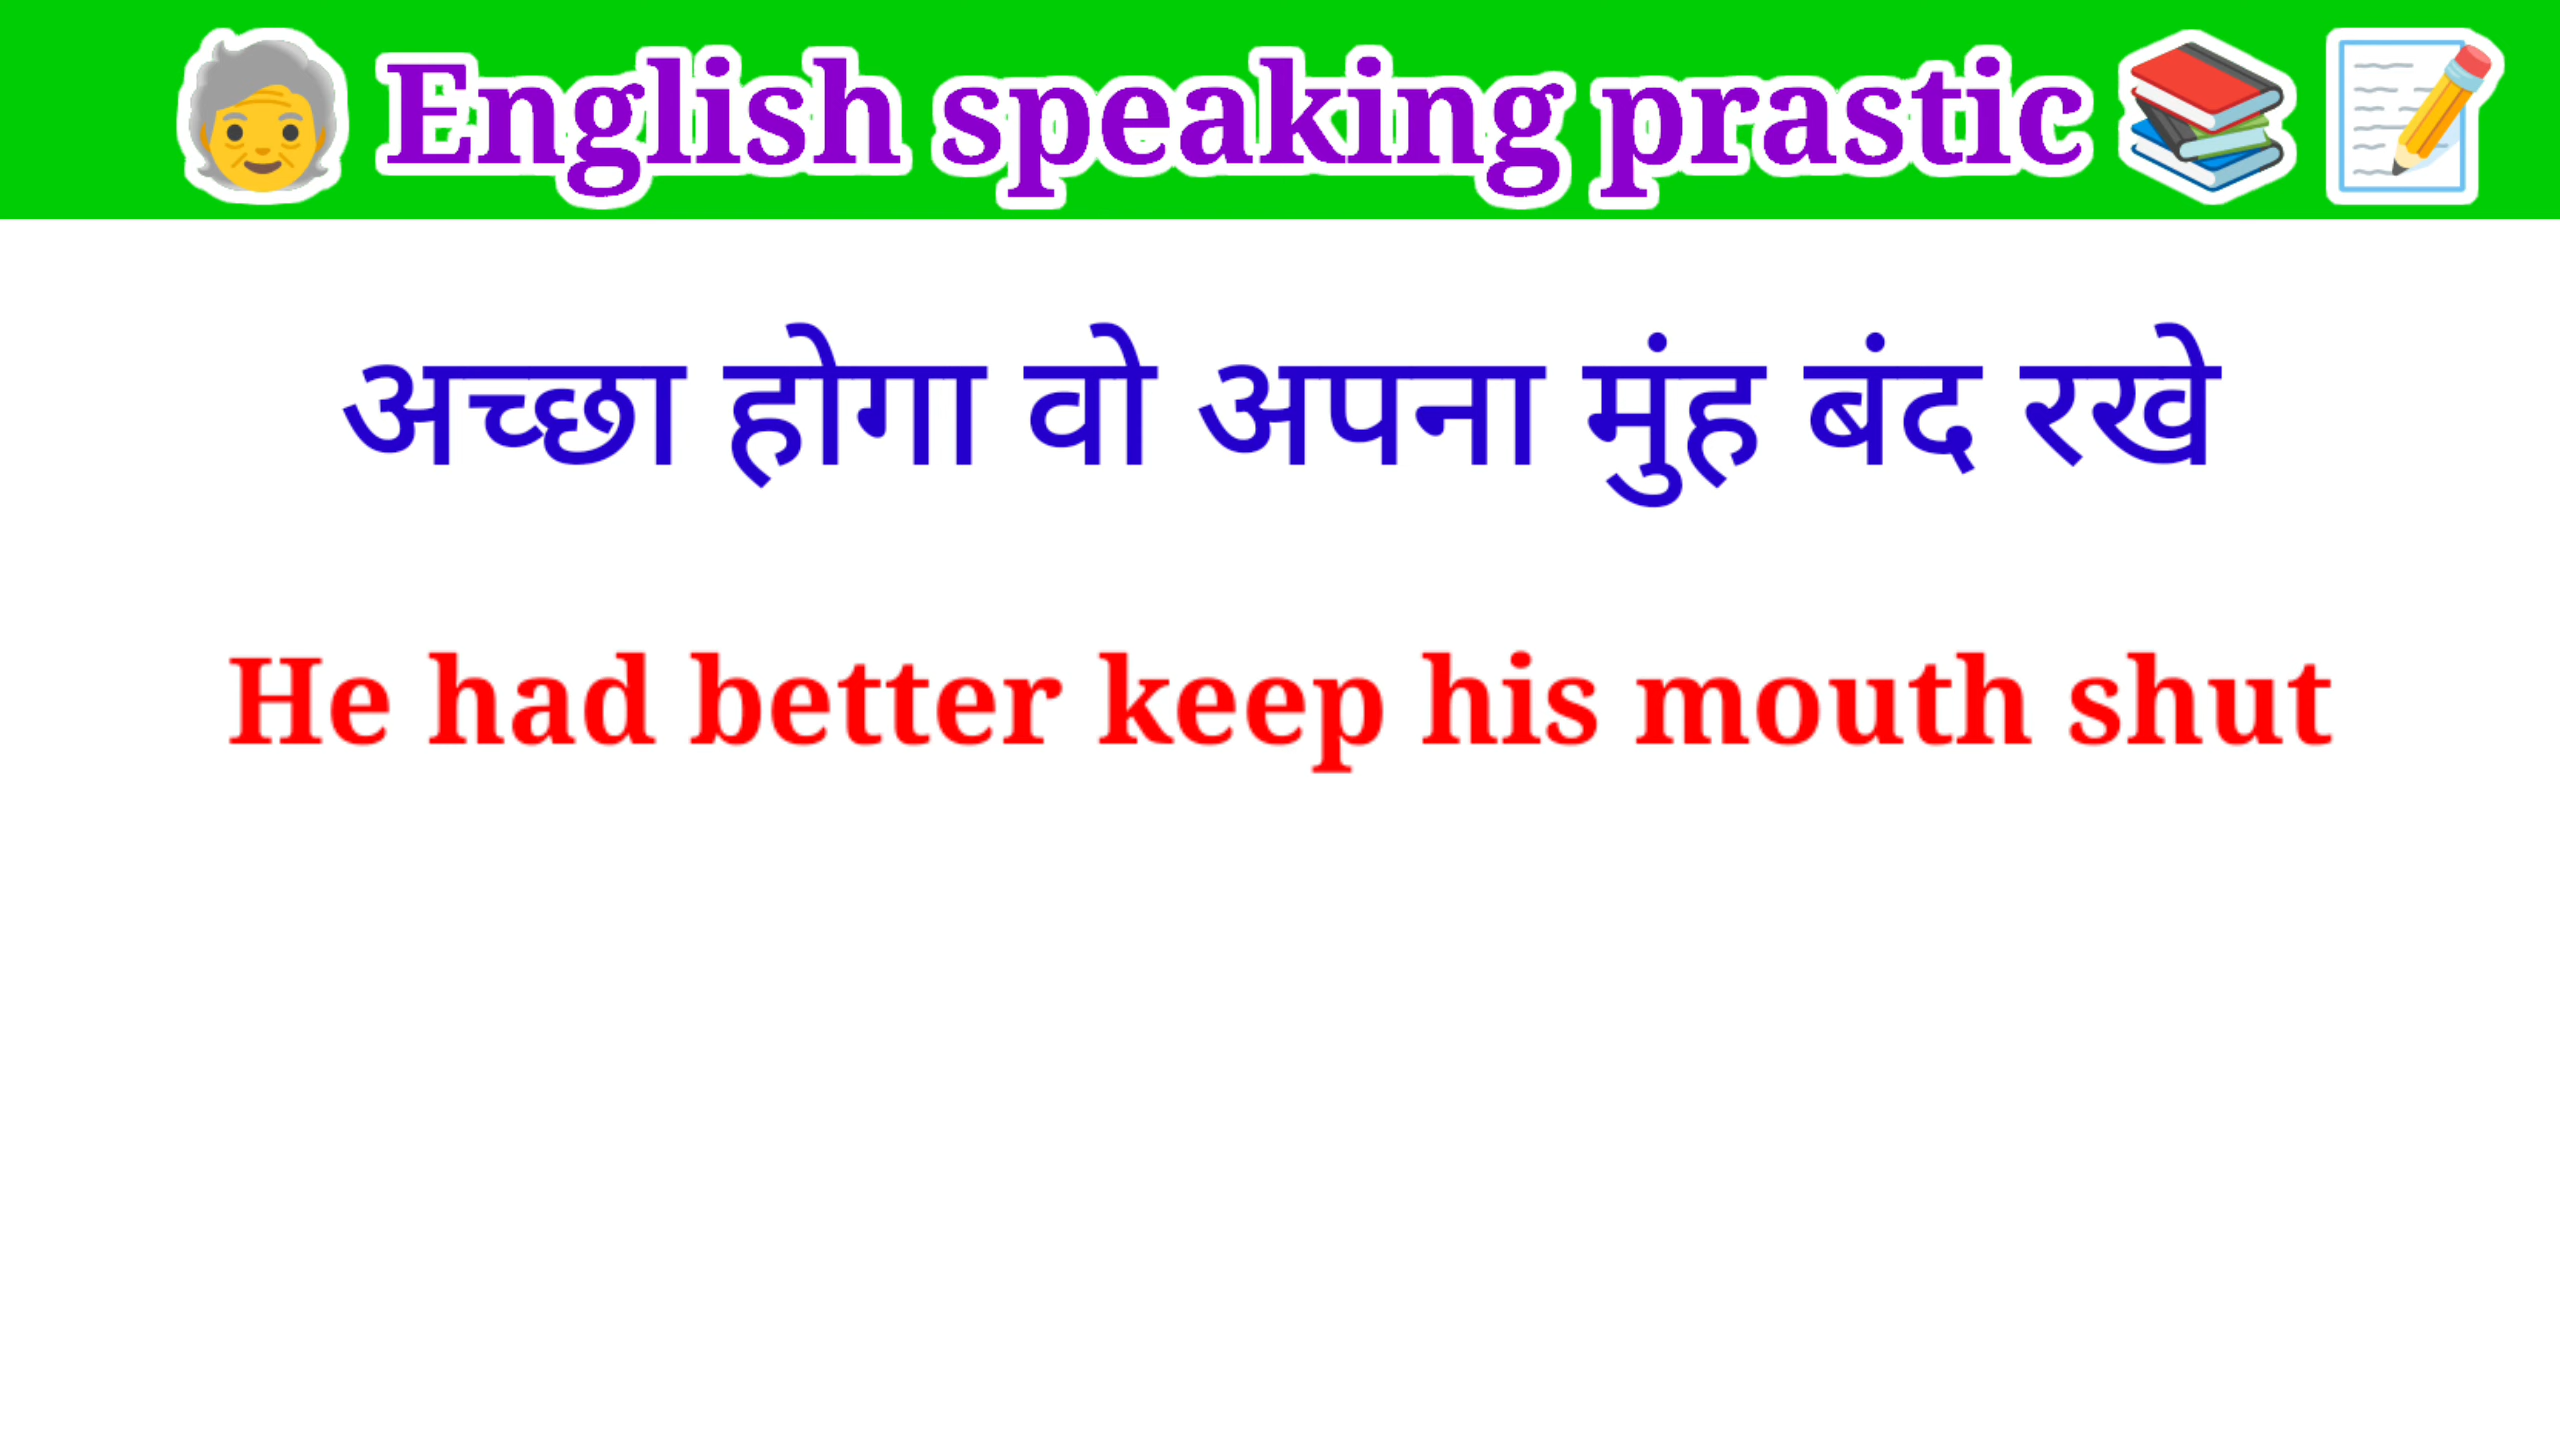 English speaking prastic
अच्छा होगा वो अपना मुंह बंद रखे
He had better keep his mouth shut